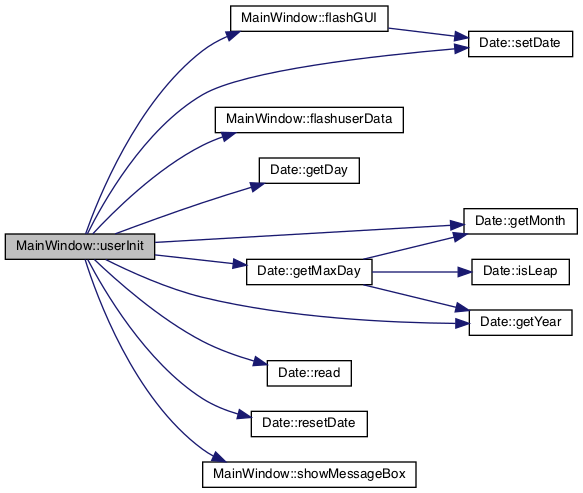 MainWindow::flashGUI
Date::setDate
MainWindow::flashuserData
Date::getDay
Date::getMonth
MainWindow::userInit
Date::getMaxDay
Date::isLeap
Date::getYear
Date::read
Date::resetDate
MainWindow::showMessageBox